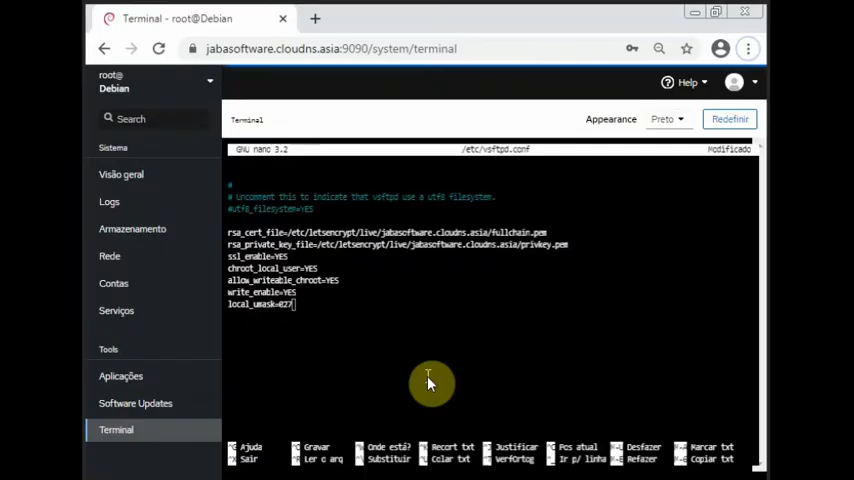 Terminal - root@Debian
jabasoftware.cloudns.asia:9090/system/terminal
root@
Debian
Help
Search
Terminal
Appearance
Preto
Redefinir
Sistema
GNU nano 3.2 /etc/vsftpd.conf Modificado
Visão geral
Logs
Armazenamento
Rede
Contas
Serviços
Tools
Aplicações
Software Updates
Terminal
#
# Uncomment this to indicate that vsftpd use a utf8 filesystem.
#utf8_filesystem=YES
rsa_cert_file=/etc/letsencrypt/live/jabasoftware.cloudns.asia/fullchain.pem
rsa_private_key_file=/etc/letsencrypt/live/jabasoftware.cloudns.asia/privkey.pem
ssl_enable=YES
chroot_local_user=YES
allow_writeable_chroot=YES
write_enable=YES
local_umask=027
^G Ajuda ^O Gravar ^W Onde está? ^K Recort txt ^J Justificar ^C Pos atual M-U Desfazer M-A Marcar txt
^X Sair ^R Ler o arq ^\ Substituir ^U Colar txt ^T VerfOrtog ^_ Ir p/ linha M-E Refazer M-6 Copiar txt